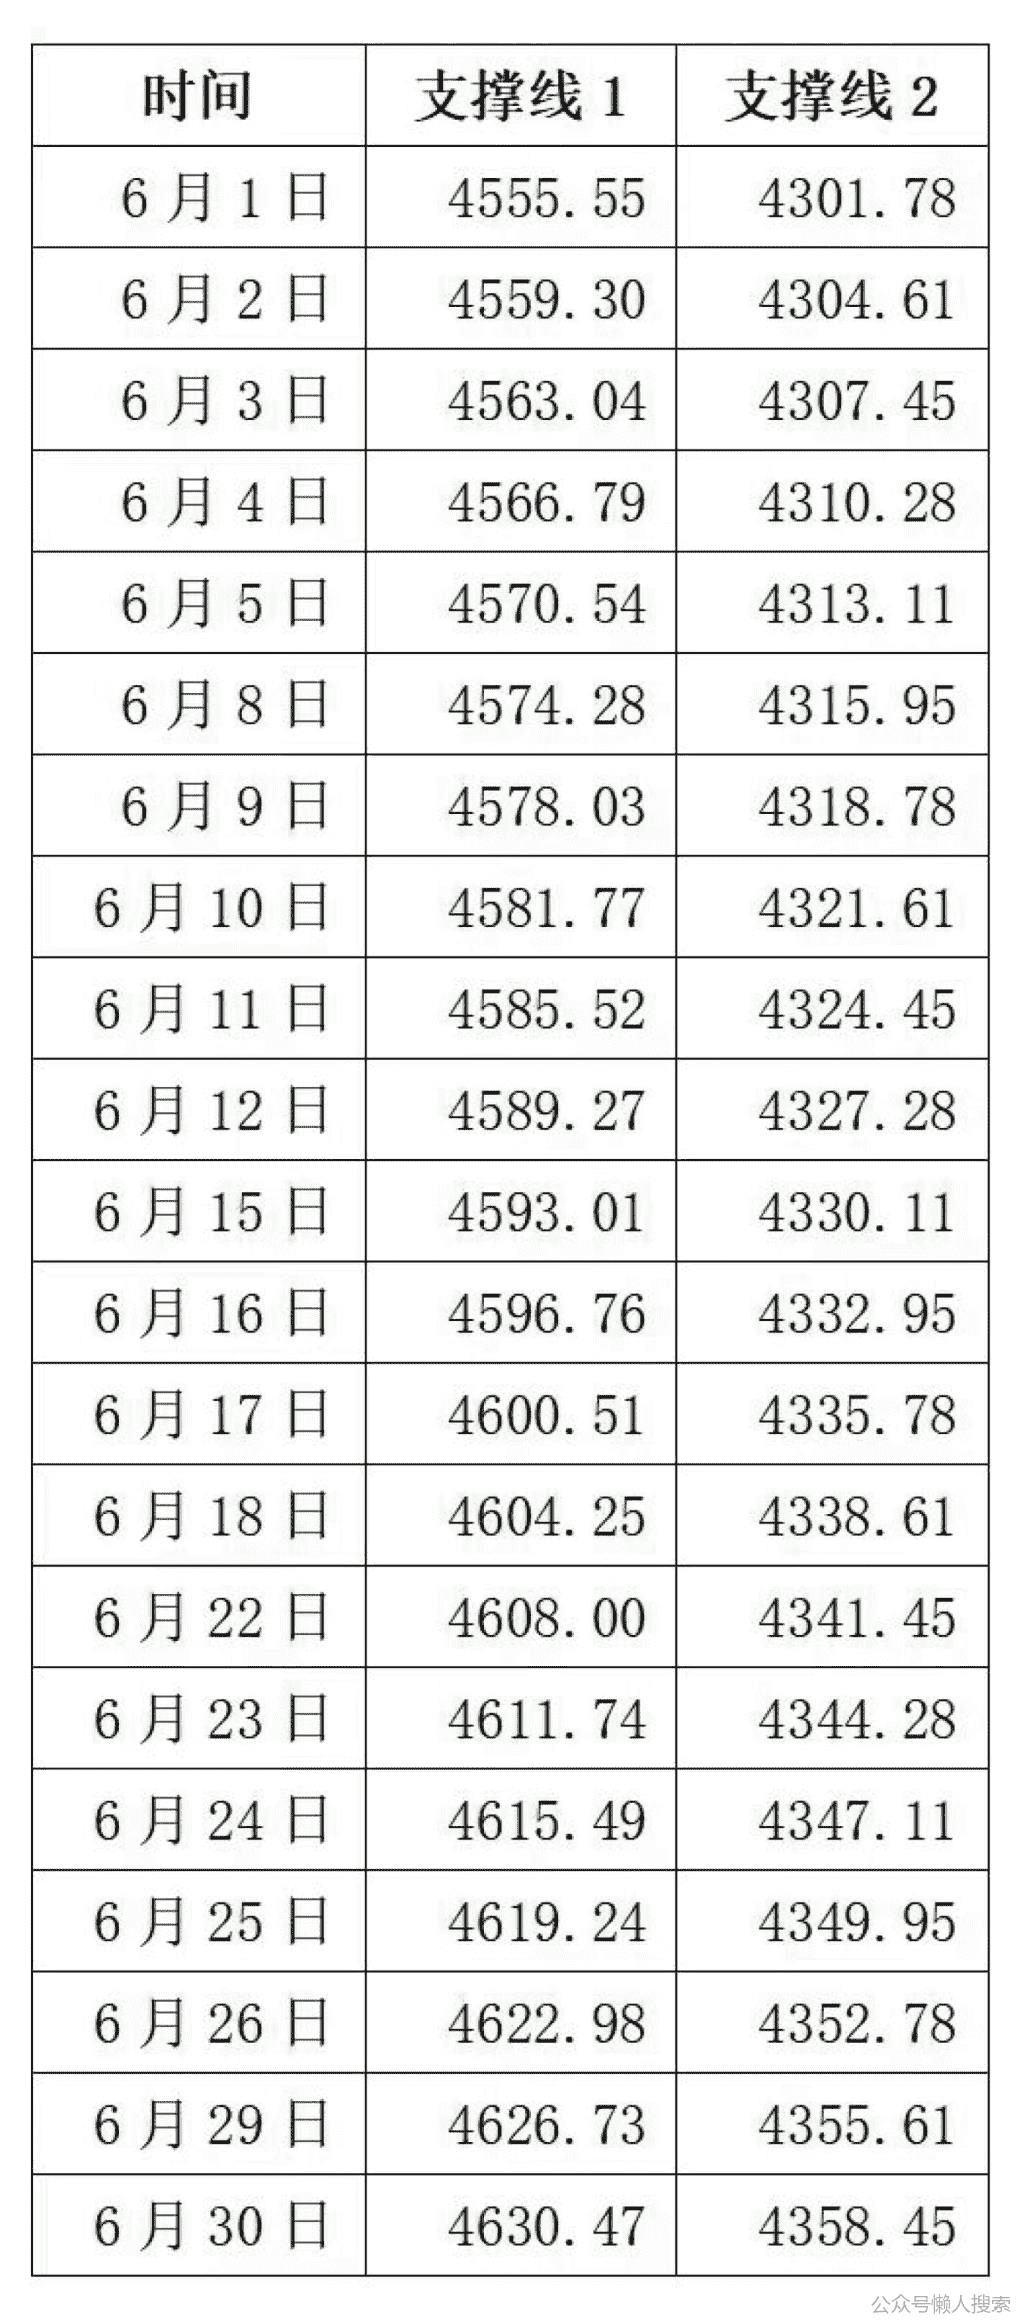 时间 支撑线1 支撑线2
6月1日 4555.55 4301.78
6月2日 4559.30 4304.61
6月3日 4563.04 4307.45
6月4日 4566.79 4310.28
6月5日 4570.54 4313.11
6月8日 4574.28 4315.95
6月9日 4578.03 4318.78
6月10日 4581.77 4321.61
6月11日 4585.52 4324.45
6月12日 4589.27 4327.28
6月15日 4593.01 4330.11
6月16日 4596.76 4332.95
6月17日 4600.51 4335.78
6月18日 4604.25 4338.61
6月22日 4608.00 4341.45
6月23日 4611.74 4344.28
6月24日 4615.49 4347.11
6月25日 4619.24 4349.95
6月26日 4622.98 4352.78
6月29日 4626.73 4355.61
6月30日 4630.47 4358.45
公众号懒人搜索